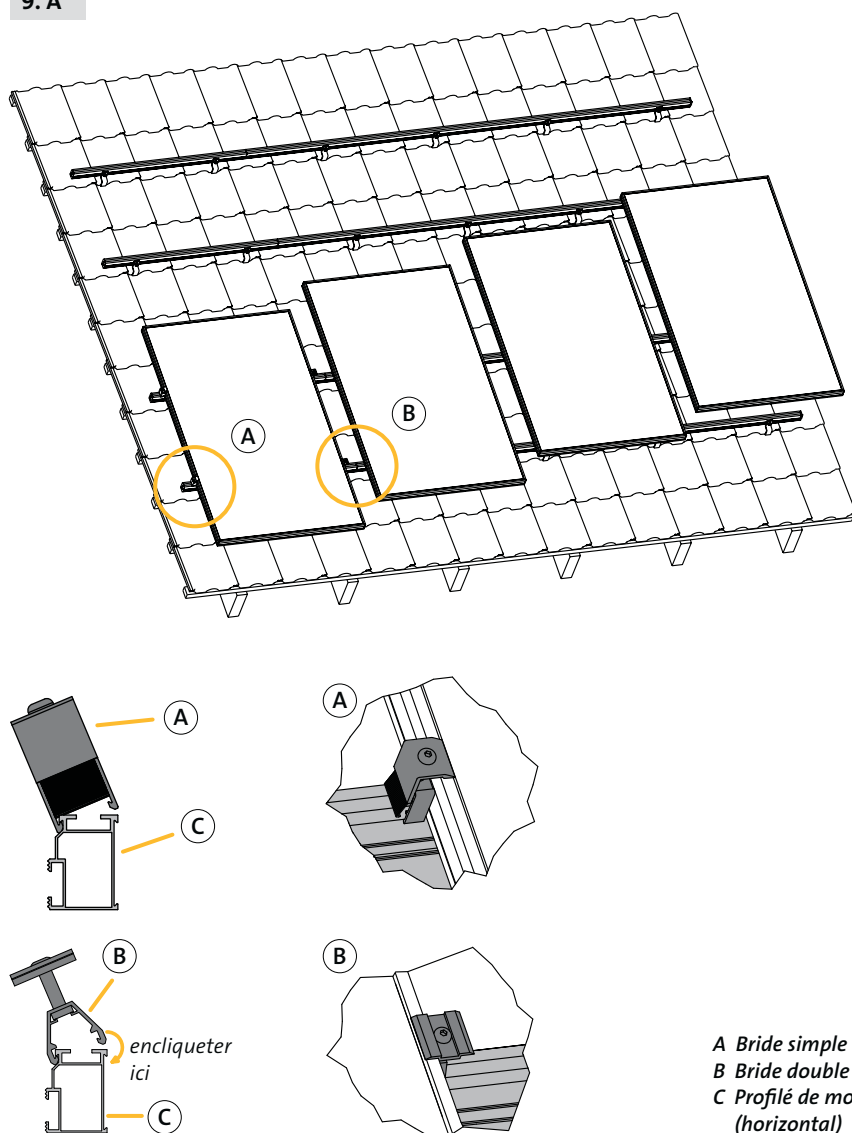 9. A
A
B
A
A
C
B
B
encliqueter
ici
C
A Bride simple
B Bride double
C Profilé de mo
(horizontal)